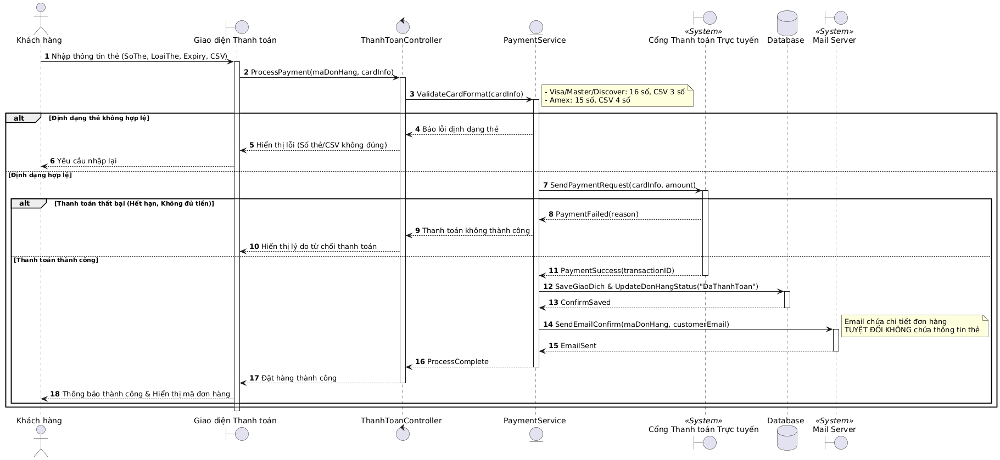 Khách hàng
Giao diện Thanh toán
ThanhToanController
PaymentService
«System»
Cổng Thanh toán Trực tuyến
Database
«System»
Mail Server
1 Nhập thông tin thẻ (SoThe, LoaiThe, Expiry, CSV)
2 ProcessPayment(maDonHang, cardInfo)
3 ValidateCardFormat(cardInfo)
- Visa/Master/Discover: 16 số, CSV 3 số
- Amex: 15 số, CSV 4 số
alt [Định dạng thẻ không hợp lệ]
4 Báo lỗi định dạng thẻ
5 Hiển thị lỗi (Số thẻ/CSV không đúng)
6 Yêu cầu nhập lại
[Định dạng hợp lệ]
7 SendPaymentRequest(cardInfo, amount)
alt [Thanh toán thất bại (Hết hạn, Không đủ tiền)]
8 PaymentFailed(reason)
9 Thanh toán không thành công
10 Hiển thị lý do từ chối thanh toán
[Thanh toán thành công]
11 PaymentSuccess(transactionID)
12 SaveGiaoDich & UpdateDonHangStatus("DaThanhToan")
13 ConfirmSaved
14 SendEmailConfirm(maDonHang, customerEmail)
Email chứa chi tiết đơn hàng
TUYỆT ĐỐI KHÔNG chứa thông tin thẻ
15 EmailSent
16 ProcessComplete
17 Đặt hàng thành công
18 Thông báo thành công & Hiển thị mã đơn hàng
Khách hàng
Giao diện Thanh toán
ThanhToanController
PaymentService
«System»
Cổng Thanh toán Trực tuyến
Database
«System»
Mail Server